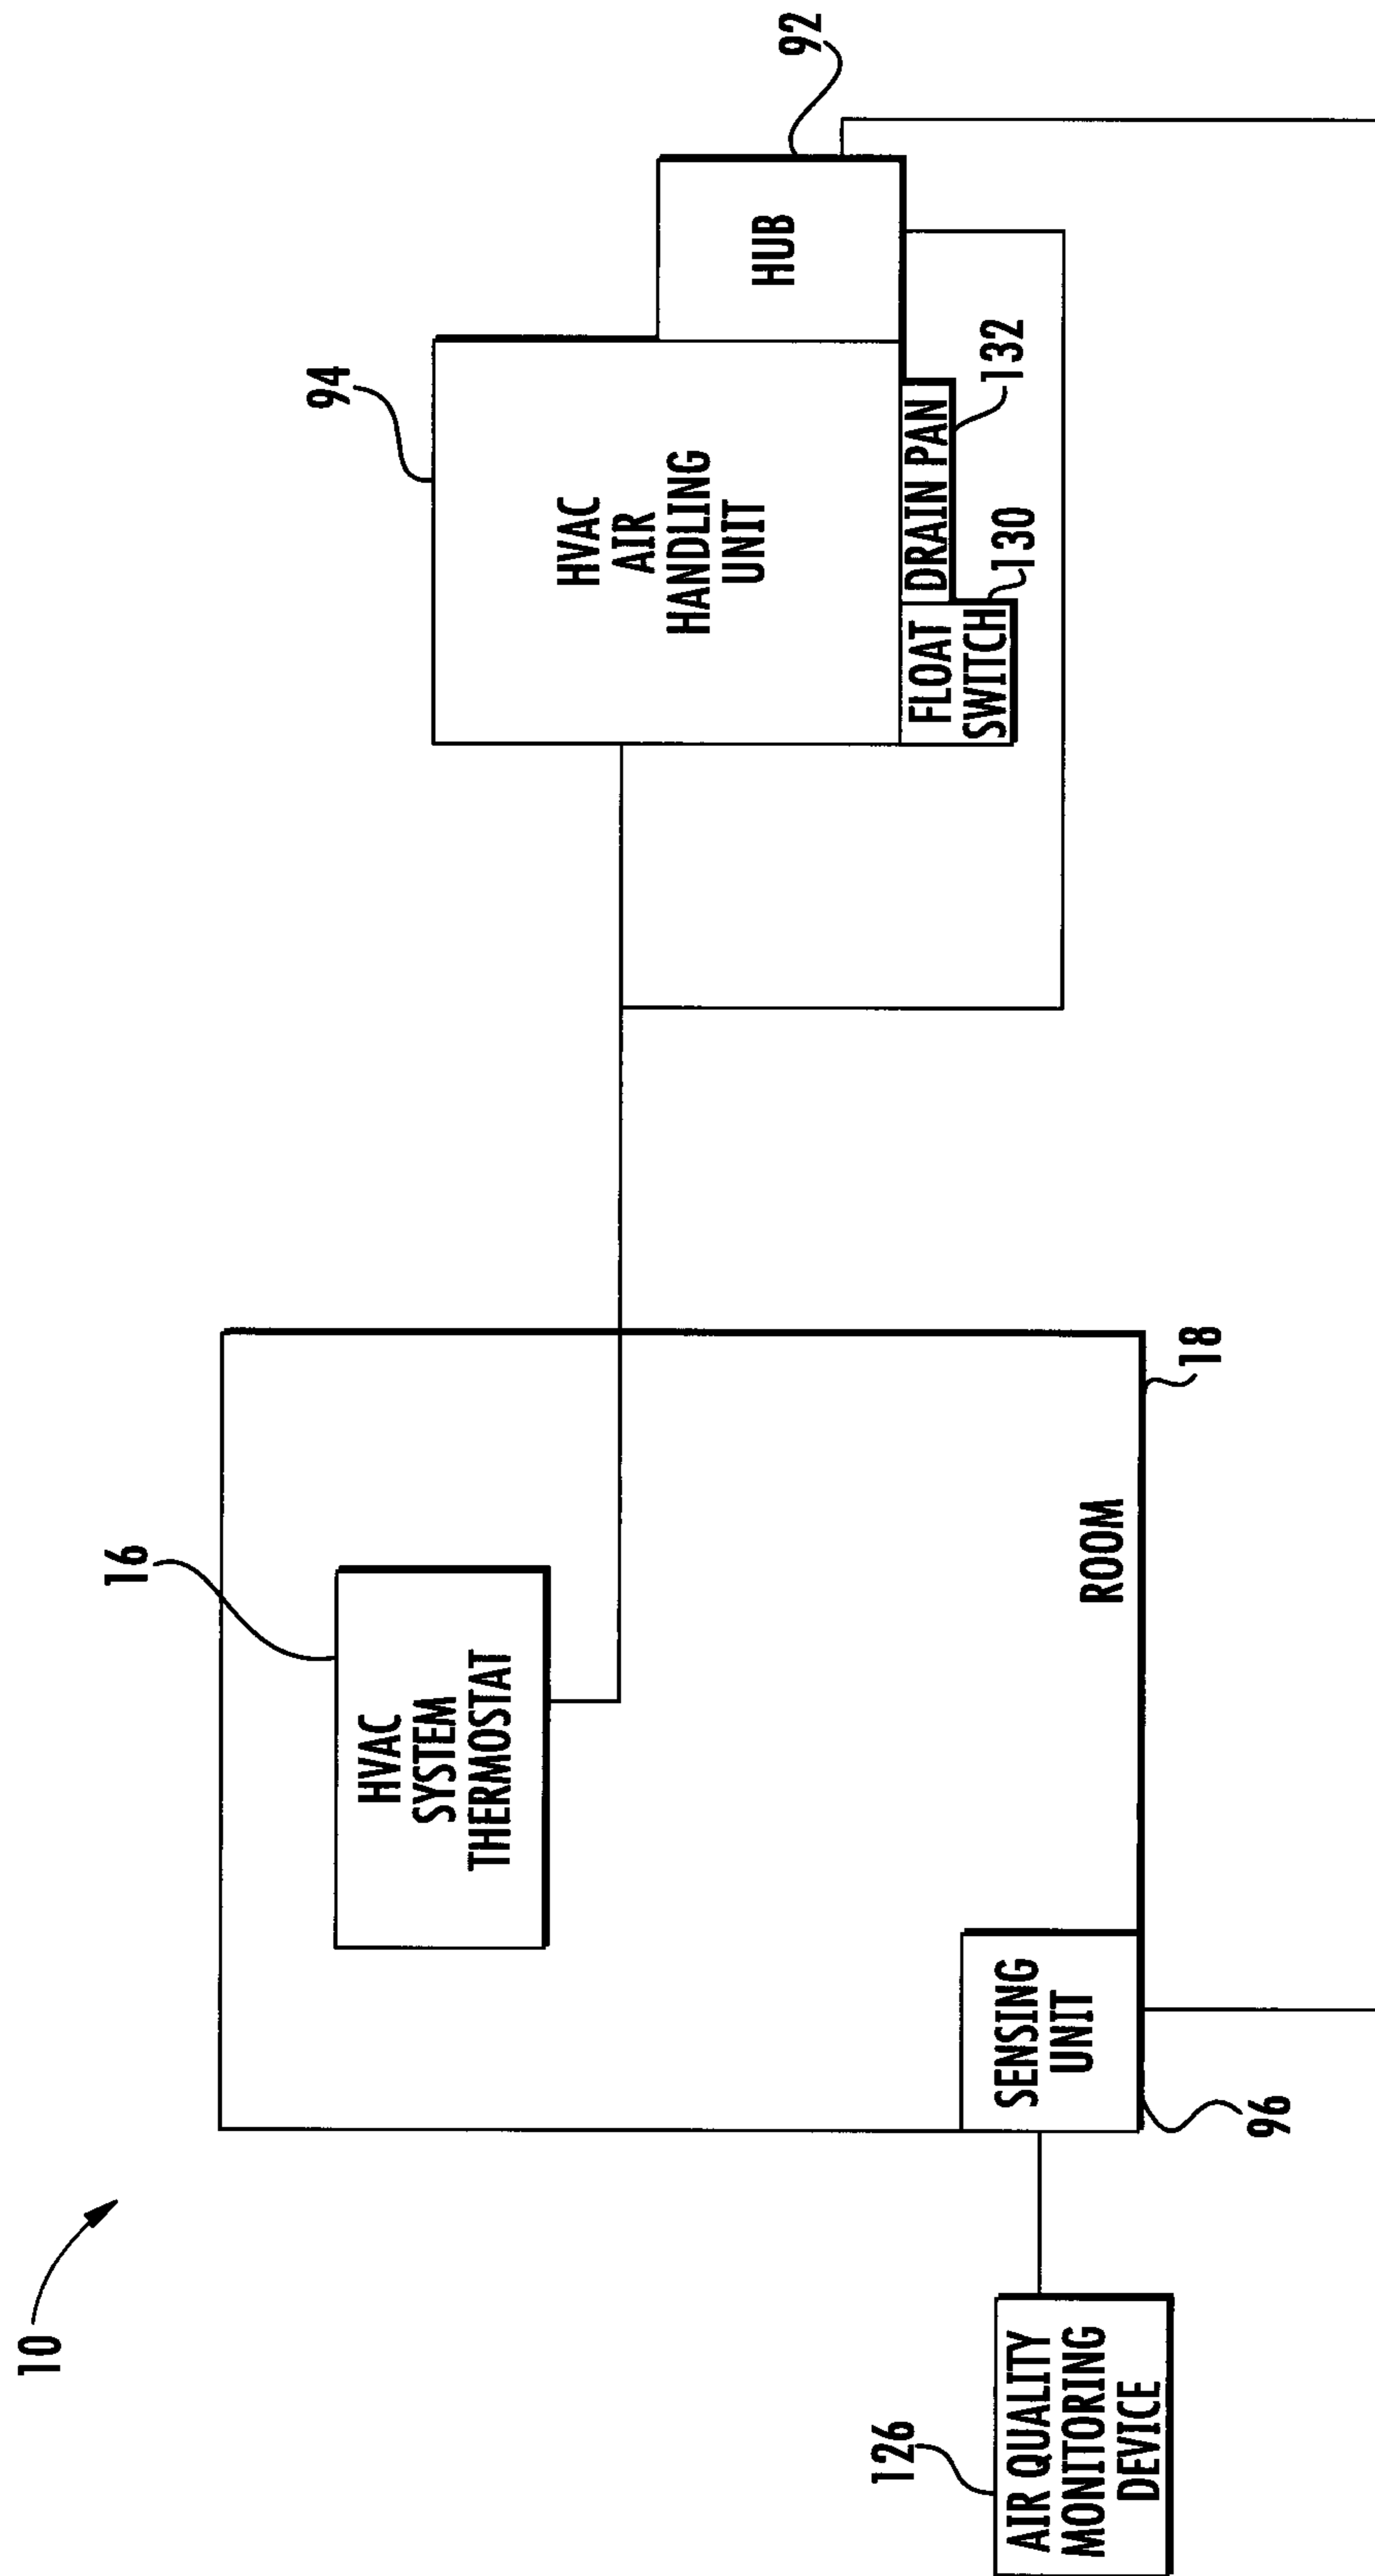 10
16
HVAC
SYSTEM
THERMOSTAT
ROOM
18
SENSING
UNIT
96
126
AIR QUALITY
MONITORING
DEVICE
94
HVAC
AIR
HANDLING
UNIT
HUB
92
DRAIN PAN
132
FLOAT
SWITCH
130